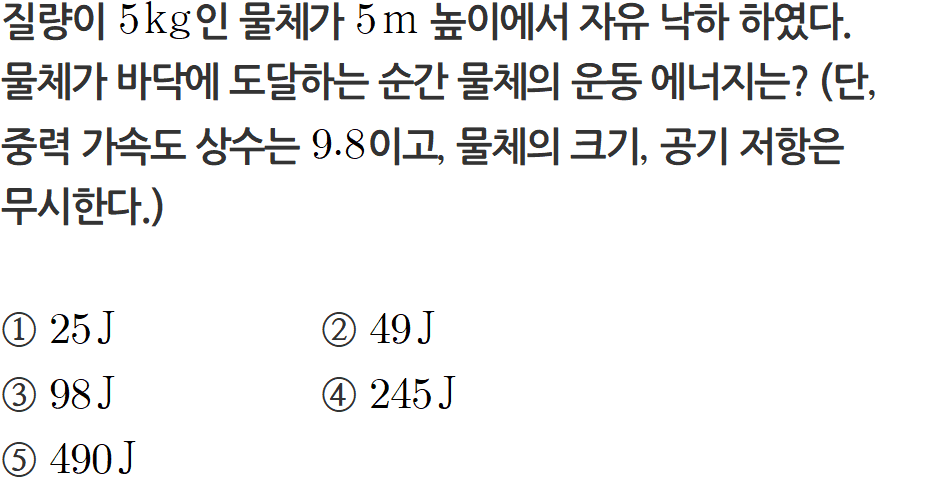 질량이 5kg인 물체가 5m 높이에서 자유 낙하 하였다.
물체가 바닥에 도달하는 순간 물체의 운동 에너지는? (단,
중력 가속도 상수는 9.8이고, 물체의 크기, 공기 저항은
무시한다.)
① 25J ② 49J
③ 98J ④ 245J
⑤ 490J